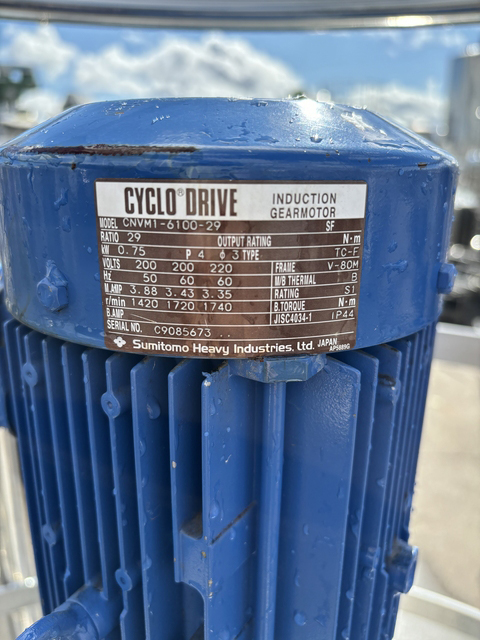 CYCLO® DRIVE
INDUCTION
GEARMOTOR
MODEL CNVM1-6100-29 SF
RATIO 29 OUTPUT RATING N·m
kW 0.75 P 4 φ 3 TYPE TC-F
VOLTS 200 200 220 FRAME V-80M
Hz 50 60 60 M/B THERMAL
M.AMP 3.88 3.43 3.35 RATING S1
r/min 1420 1720 1740 B.TORQUE N·m
B.AMP JISC4034-1 IP44
SERIAL NO. C9085673
Sumitomo Heavy Industries, Ltd. JAPAN